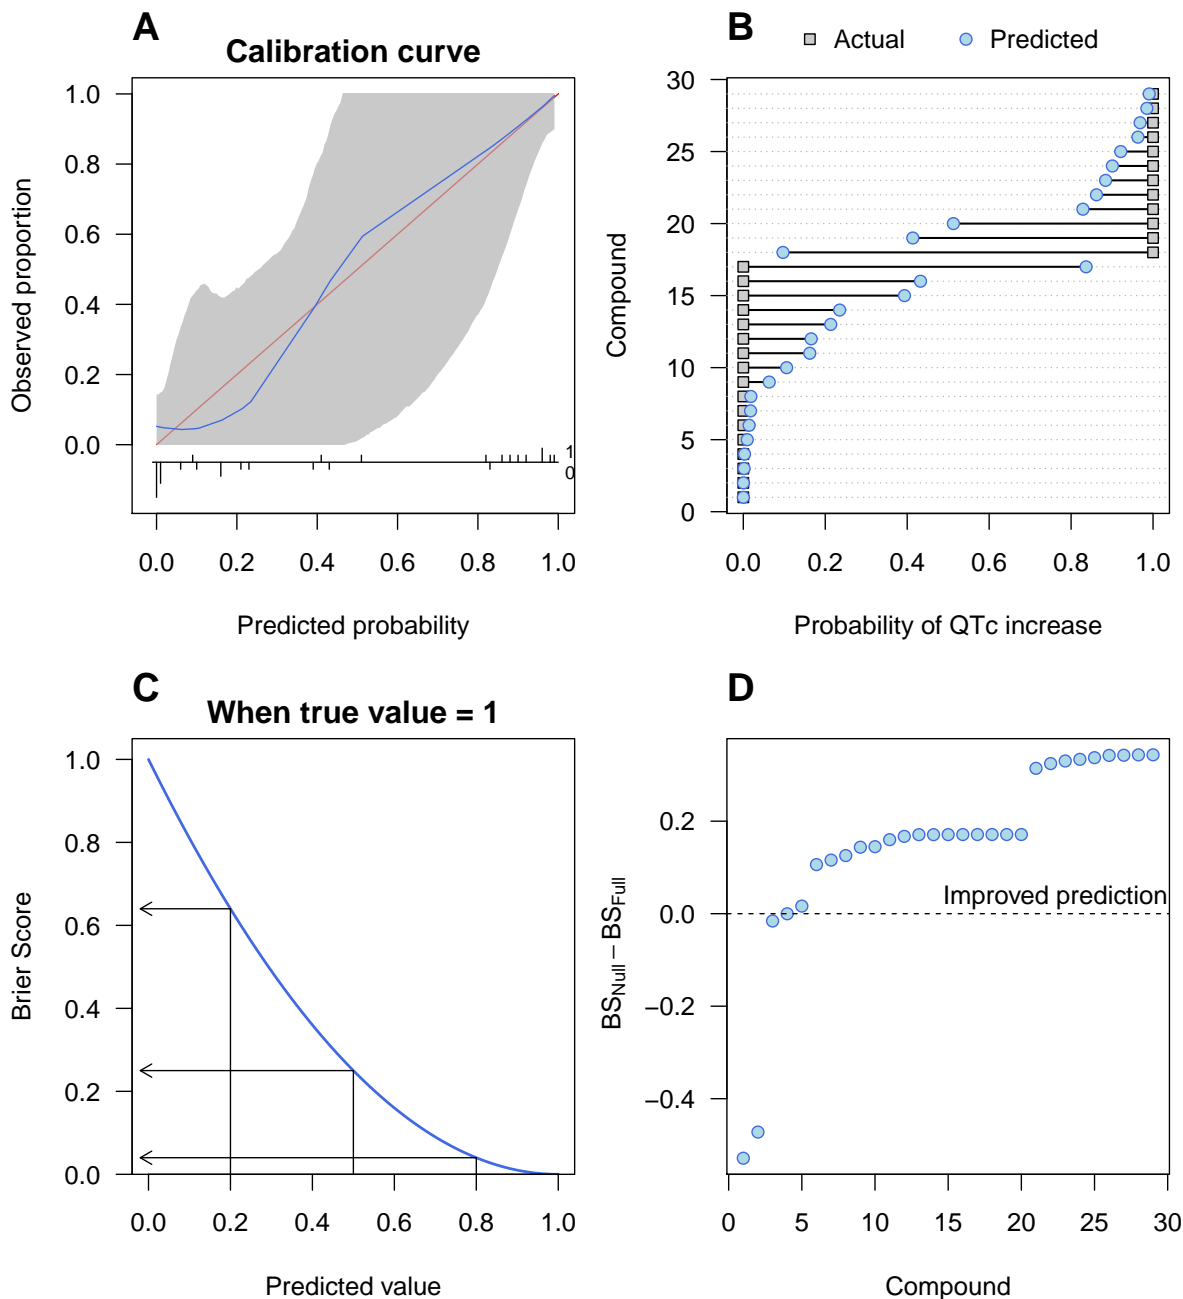 A
Calibration curve
Observed proportion
1.0
0.8
0.6
0.4
0.2
0.0
1
0
0.0 0.2 0.4 0.6 0.8 1.0
Predicted probability
B
Actual Predicted
Compound
30
25
20
15
10
5
0
0.0 0.2 0.4 0.6 0.8 1.0
Probability of QTc increase
C
When true value = 1
Brier Score
1.0
0.8
0.6
0.4
0.2
0.0
0.0 0.2 0.4 0.6 0.8 1.0
Predicted value
D
BSNull − BSFull
0.2
0.0
−0.2
−0.4
Improved prediction
0 5 10 15 20 25 30
Compound